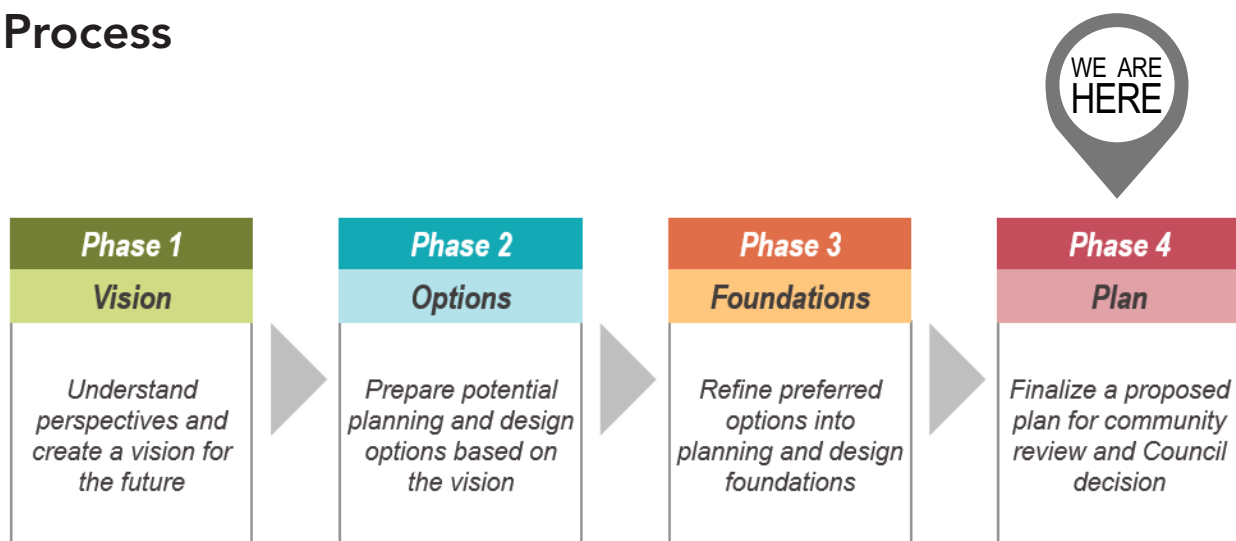 Process
WE ARE
HERE
Phase 1
Vision
Understand
perspectives and
create a vision for
the future
Phase 2
Options
Prepare potential
planning and design
options based on
the vision
Phase 3
Foundations
Refine preferred
options into
planning and design
foundations
Phase 4
Plan
Finalize a proposed
plan for community
review and Council
decision